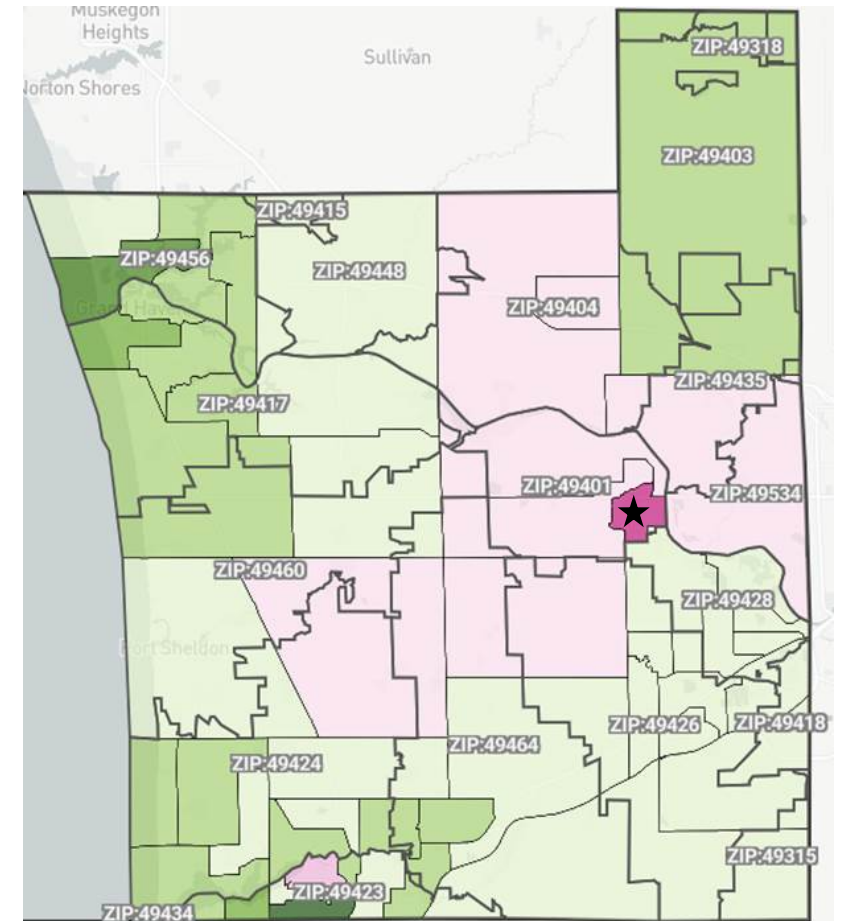 Muskegon
Heights
Sullivan
Norton Shores
ZIP:49318
ZIP:49403
ZIP:49415
ZIP:49456
ZIP:49448
Grand Haven
ZIP:49404
ZIP:49435
ZIP:49417
ZIP:49401
ZIP:49534
ZIP:49460
ZIP:49428
Port Sheldon
ZIP:49426
ZIP:49418
ZIP:49464
ZIP:49424
ZIP:49315
ZIP:49423
ZIP:49434